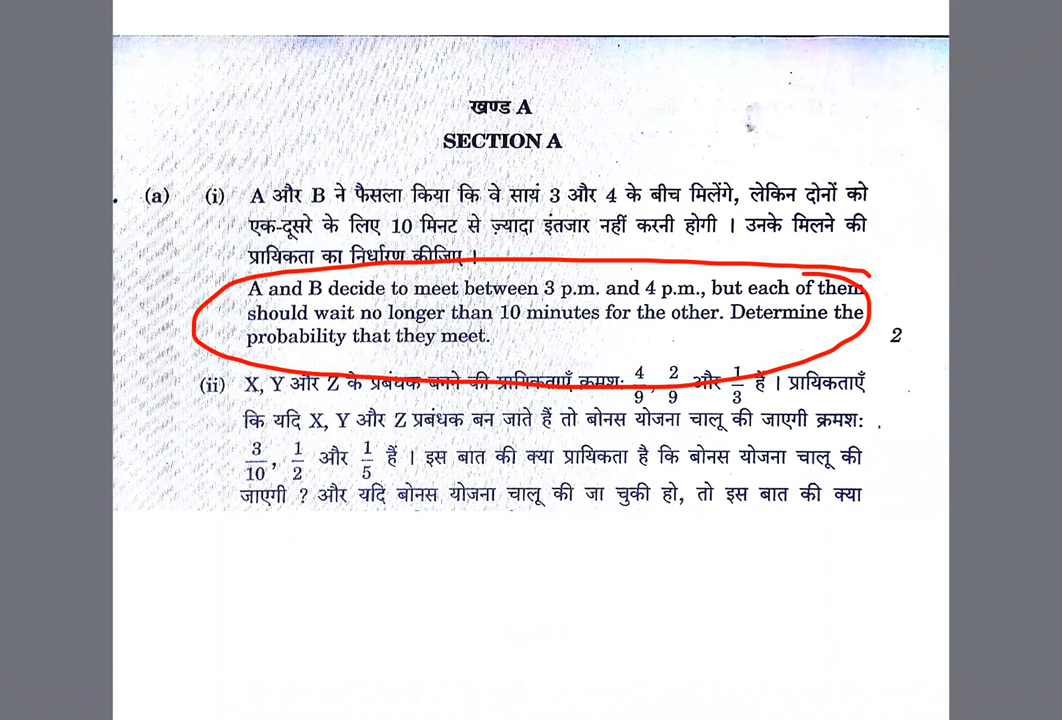 खण्ड A
SECTION A
. (a) (i) A और B ने फैसला किया कि वे सायं 3 और 4 के बीच मिलेंगे, लेकिन दोनों को
एक-दूसरे के लिए 10 मिनट से ज़्यादा इंतजार नहीं करनी होगी । उनके मिलने की
प्रायिकता का निर्धारण कीजिए ।
A and B decide to meet between 3 p.m. and 4 p.m., but each of them
should wait no longer than 10 minutes for the other. Determine the
probability that they meet. 2
(ii) X, Y और Z के प्रबंधक बनने की प्रायिकताएँ क्रमश: 4/9, 2/9 और 1/3 हैं । प्रायिकताएँ
कि यदि X, Y और Z प्रबंधक बन जाते हैं तो बोनस योजना चालू की जाएगी क्रमश:
3/10, 1/2 और 1/5 हैं । इस बात की क्या प्रायिकता है कि बोनस योजना चालू की
जाएगी ? और यदि बोनस योजना चालू की जा चुकी हो, तो इस बात की क्या